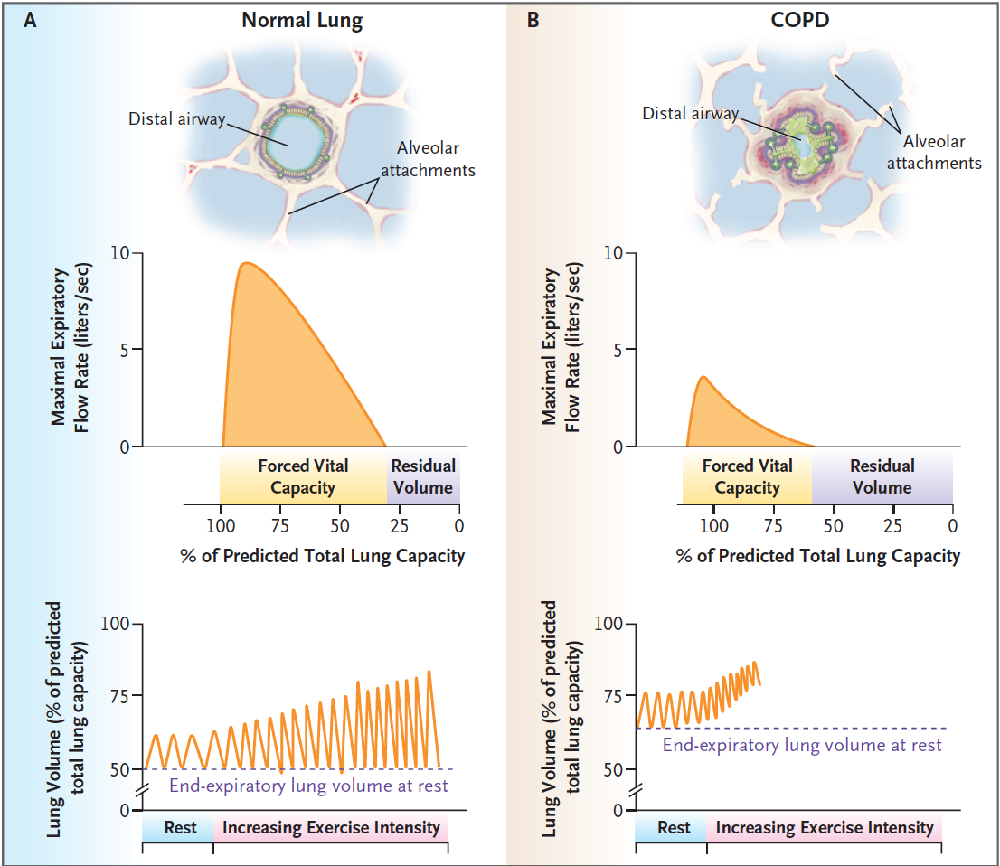 A
Normal Lung
Distal airway
Alveolar
attachments
Maximal Expiratory
Flow Rate (liters/sec)
10
5
0
Forced Vital
Capacity
Residual
Volume
100
75
50
25
0
% of Predicted Total Lung Capacity
Lung Volume (% of predicted
total lung capacity)
100
75
50
0
End-expiratory lung volume at rest
Rest
Increasing Exercise Intensity
B
COPD
Distal airway
Alveolar
attachments
Maximal Expiratory
Flow Rate (liters/sec)
10
5
0
Forced Vital
Capacity
Residual
Volume
100
75
50
25
0
% of Predicted Total Lung Capacity
Lung Volume (% of predicted
total lung capacity)
100
75
50
0
End-expiratory lung volume at rest
Rest
Increasing Exercise Intensity